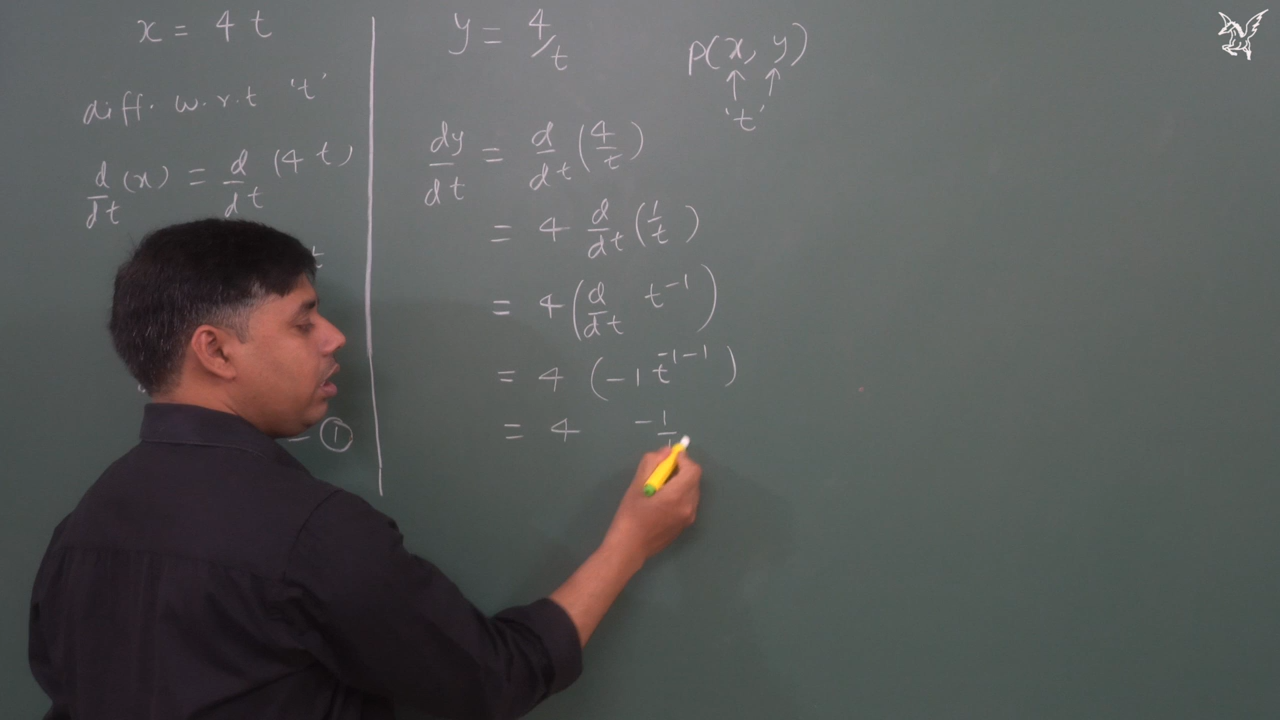 x = 4 t
diff. w.r.t 't'
d/dt (x) = d/dt (4 t)
t
– ①
y = 4/t
dy/dt = d/dt (4/t)
= 4 d/dt (1/t)
= 4 (d/dt t⁻¹)
= 4 (-1 t⁻¹⁻¹)
= 4 -1
P(x, y)
↑ ↑
't'